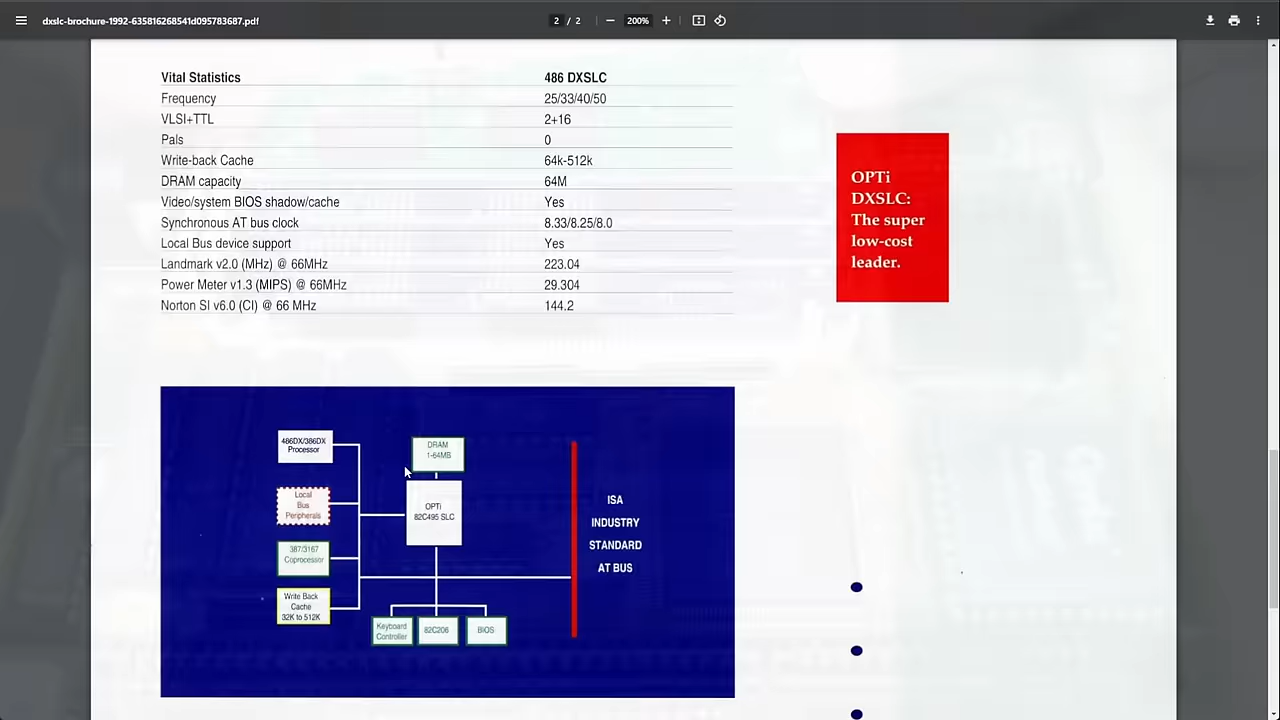 dxslc-brochure-1992-635816268541d095783687.pdf
2 / 2
200%
Vital Statistics 486 DXSLC
Frequency 25/33/40/50
VLSI+TTL 2+16
Pals 0
Write-back Cache 64k-512k
DRAM capacity 64M
Video/system BIOS shadow/cache Yes
Synchronous AT bus clock 8.33/8.25/8.0
Local Bus device support Yes
Landmark v2.0 (MHz) @ 66MHz 223.04
Power Meter v1.3 (MIPS) @ 66MHz 29.304
Norton SI v6.0 (CI) @ 66 MHz 144.2
OPTi
DXSLC:
The super
low-cost
leader.
486DX/386DX
Processor
Local
Bus
Peripherals
387/3167
Coprocessor
Write Back
Cache
32K to 512K
DRAM
1-64MB
OPTi
82C495 SLC
Keyboard
Controller
82C206
BIOS
ISA
INDUSTRY
STANDARD
AT BUS